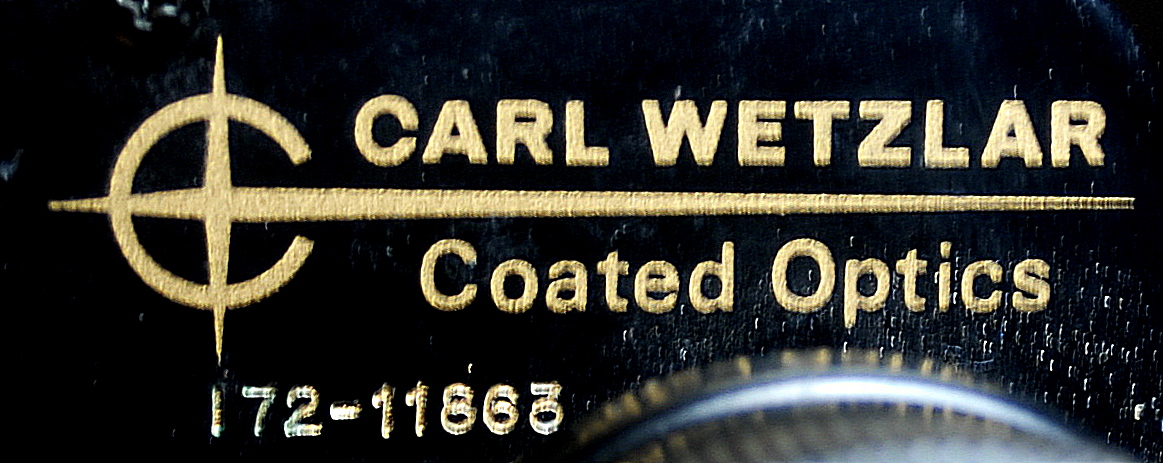 CARL WETZLAR
Coated Optics
172-11863